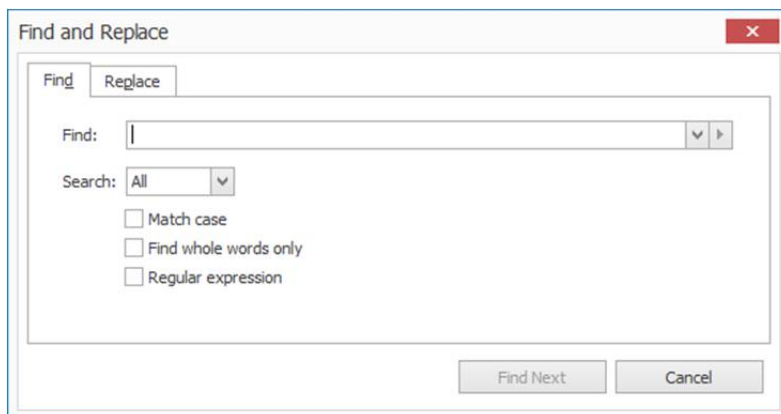 Find and Replace
Find Replace
Find:
Search: All
Match case
Find whole words only
Regular expression
Find Next Cancel